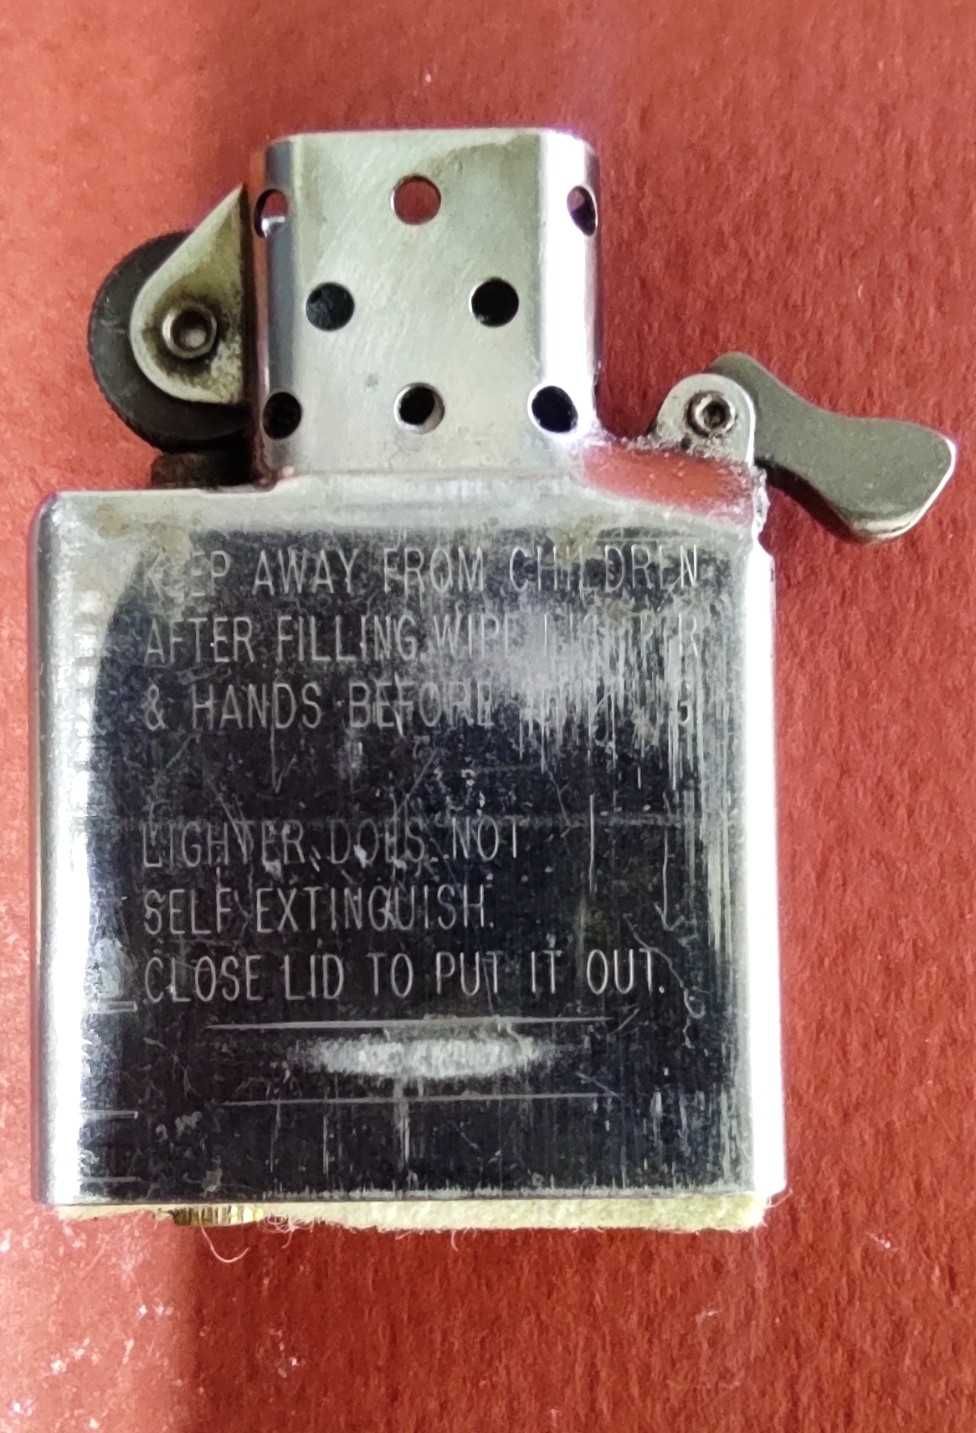 KEEP AWAY FROM CHILDREN
AFTER FILLING, WIPE LIGHTER
& HANDS BEFORE
LIGHTER DOES NOT
SELF EXTINGUISH.
CLOSE LID TO PUT IT OUT.